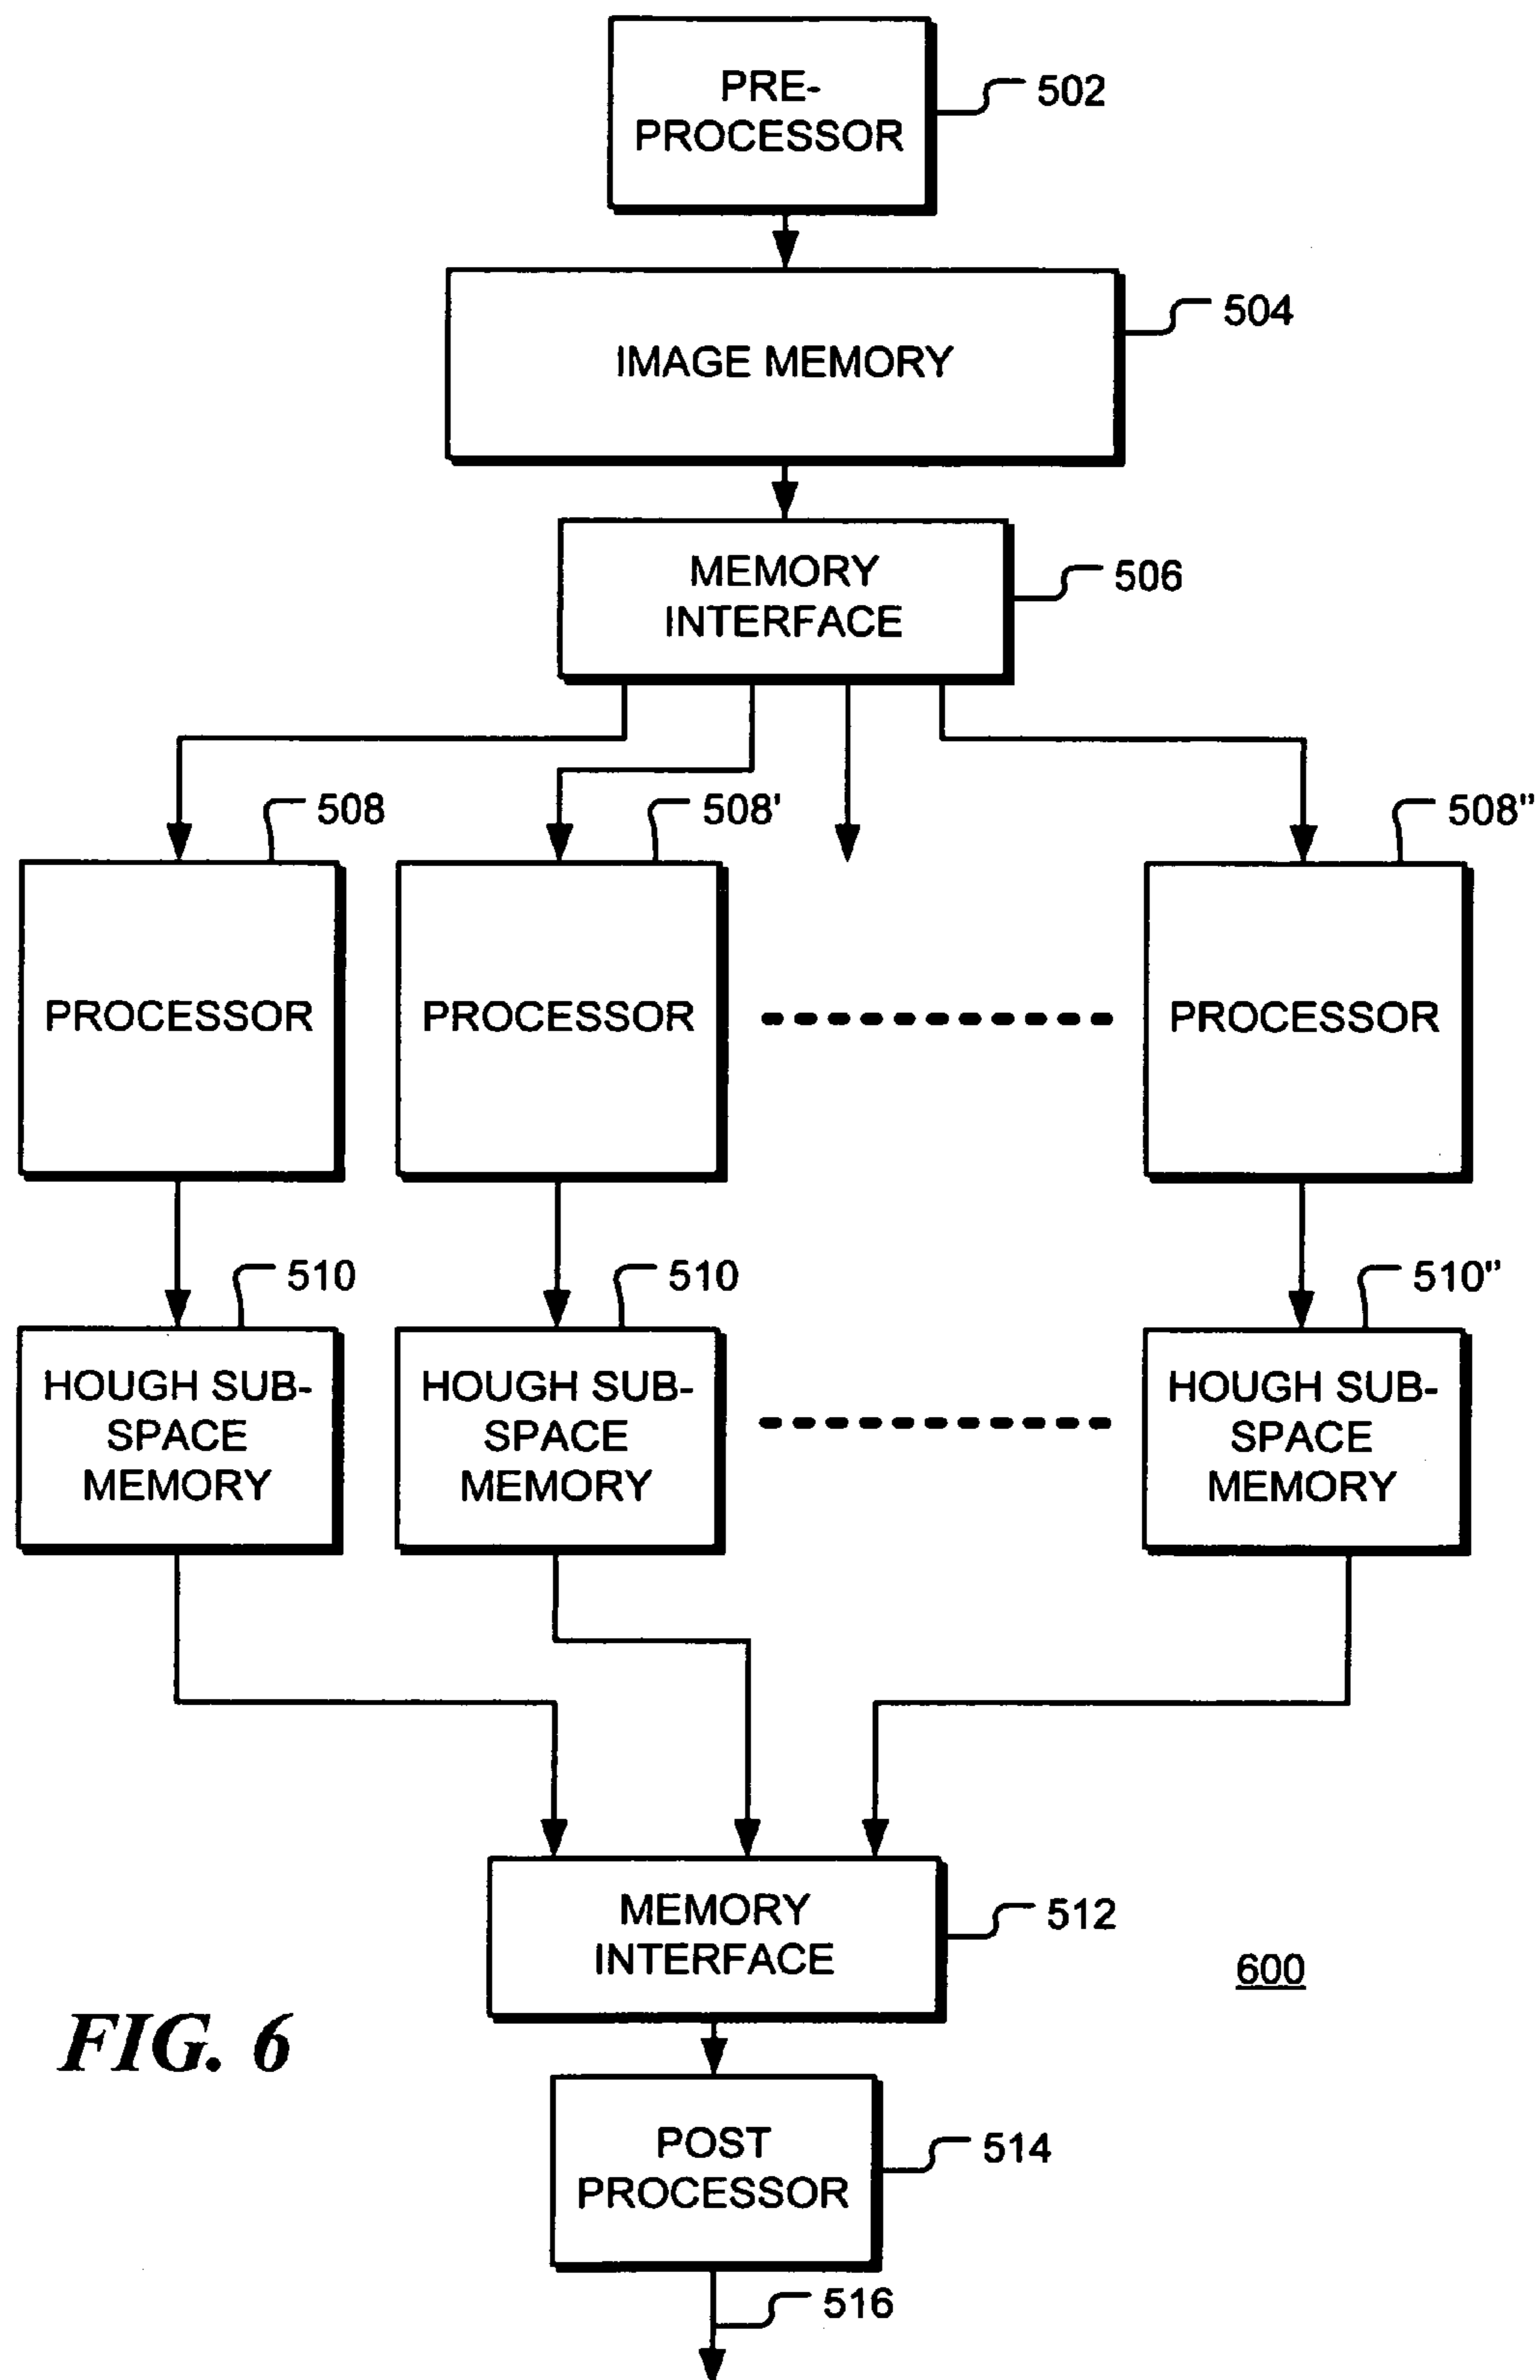 PRE-
PROCESSOR
502
IMAGE MEMORY
504
MEMORY
INTERFACE
506
508
508'
508"
PROCESSOR
PROCESSOR
PROCESSOR
510
510
510"
HOUGH SUB-
SPACE
MEMORY
HOUGH SUB-
SPACE
MEMORY
HOUGH SUB-
SPACE
MEMORY
MEMORY
INTERFACE
512
600
FIG. 6
POST
PROCESSOR
514
516